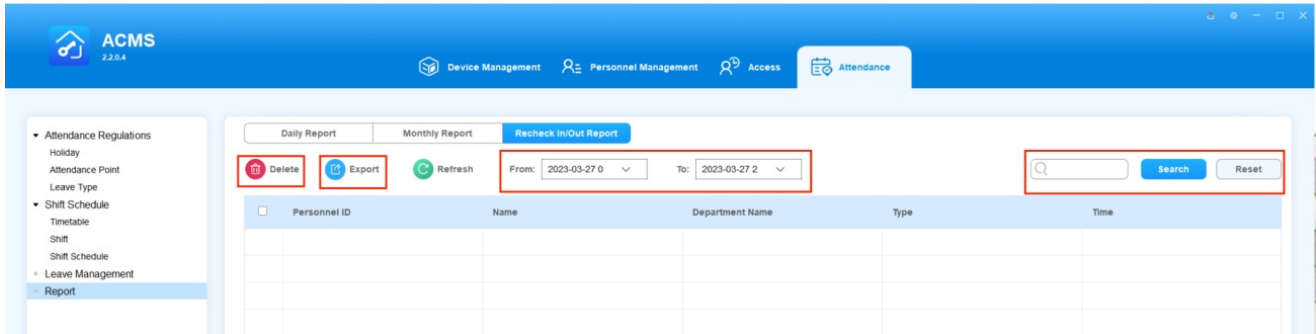 ACMS
2.2.0.4
Device Management Personnel Management Access Attendance
Attendance Regulations
Holiday
Attendance Point
Leave Type
Shift Schedule
Timetable
Shift
Shift Schedule
Leave Management
Report
Daily Report Monthly Report Recheck In/Out Report
Delete Export Refresh From: 2023-03-27 0 To: 2023-03-27 2 Search Reset
Personnel ID Name Department Name Type Time